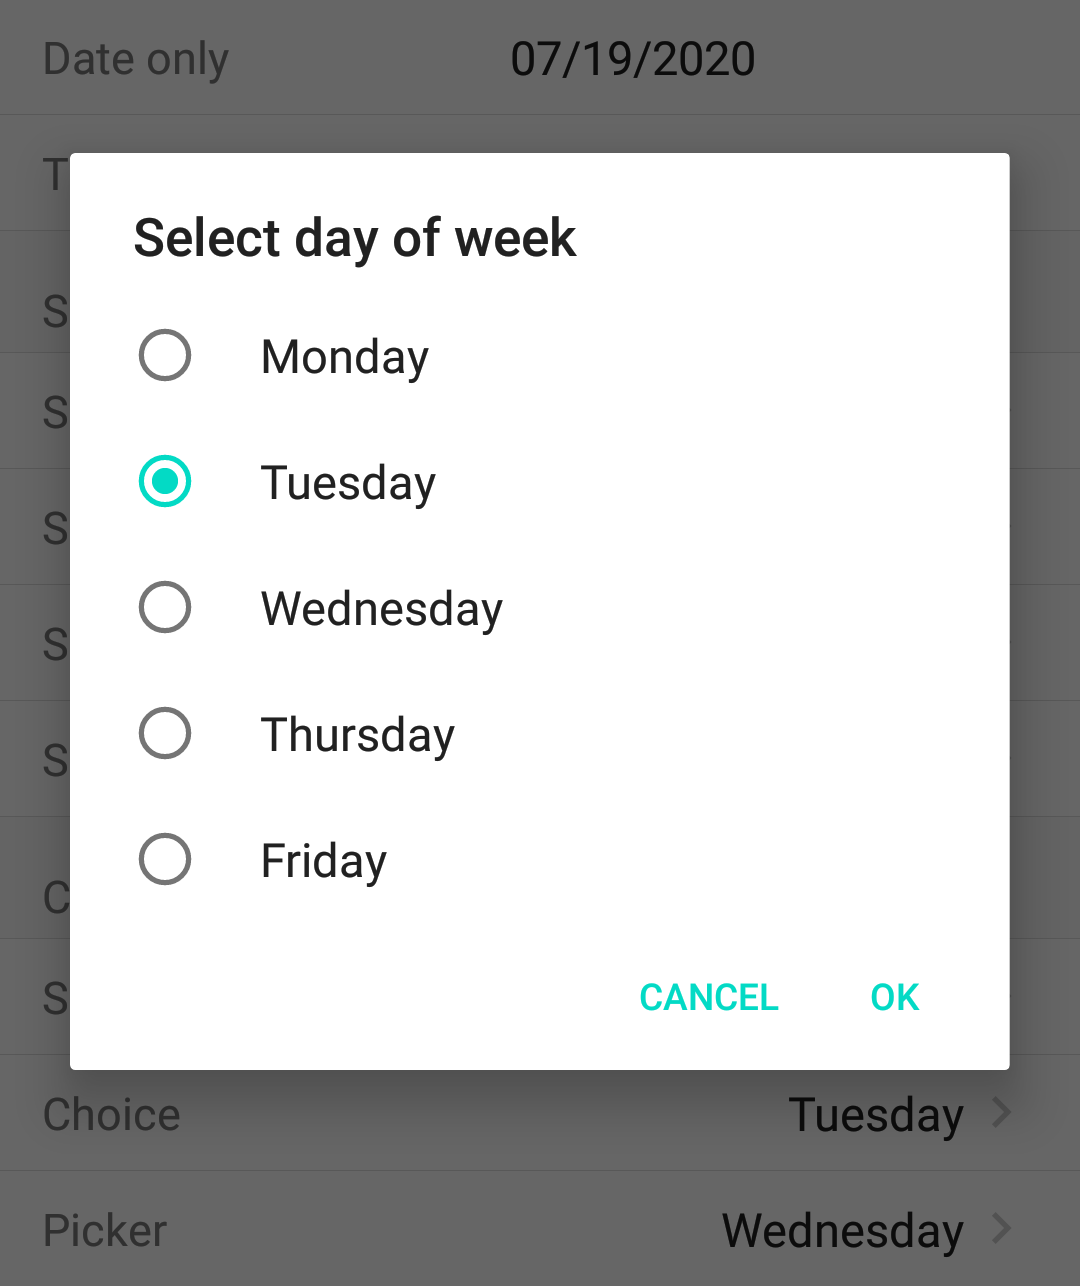 Date only 07/19/2020
T
Select day of week
S
Monday
S
Tuesday
S
Wednesday
S
Thursday
S
Friday
C
CANCEL OK
S
Choice Tuesday
Picker Wednesday